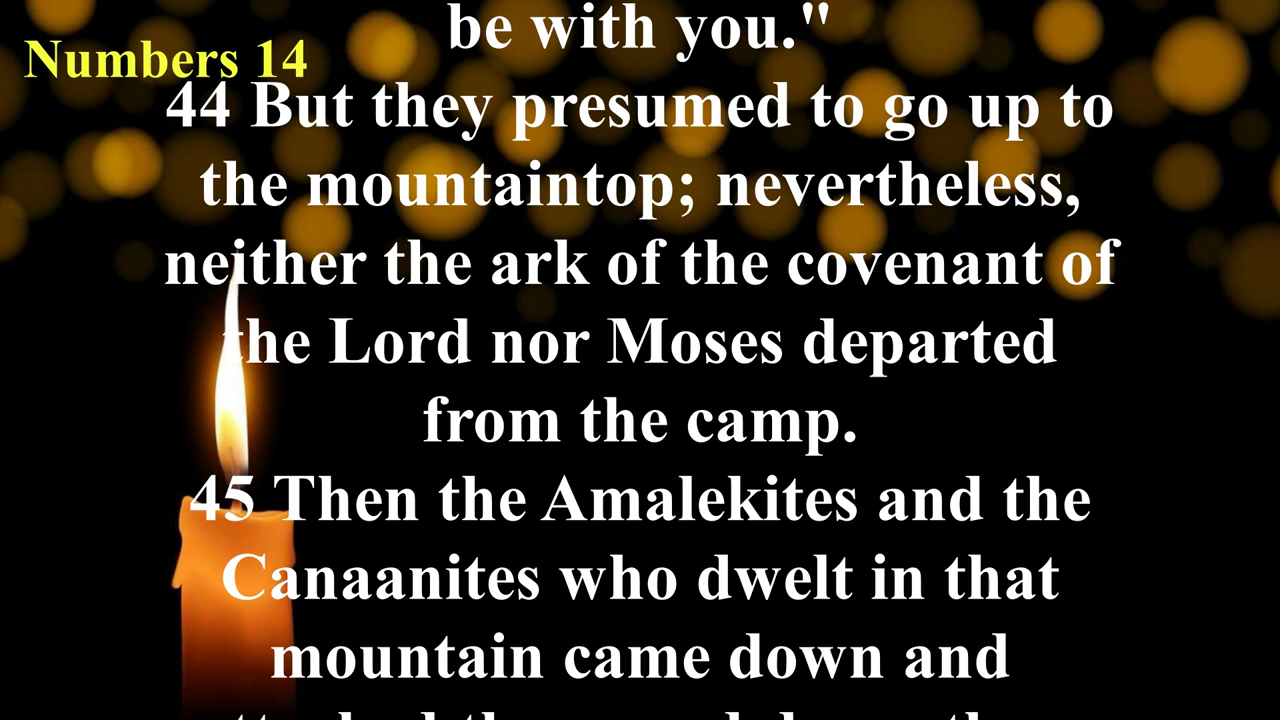 be with you."
Numbers 14
44 But they presumed to go up to
the mountaintop; nevertheless,
neither the ark of the covenant of
the Lord nor Moses departed
from the camp.
45 Then the Amalekites and the
Canaanites who dwelt in that
mountain came down and